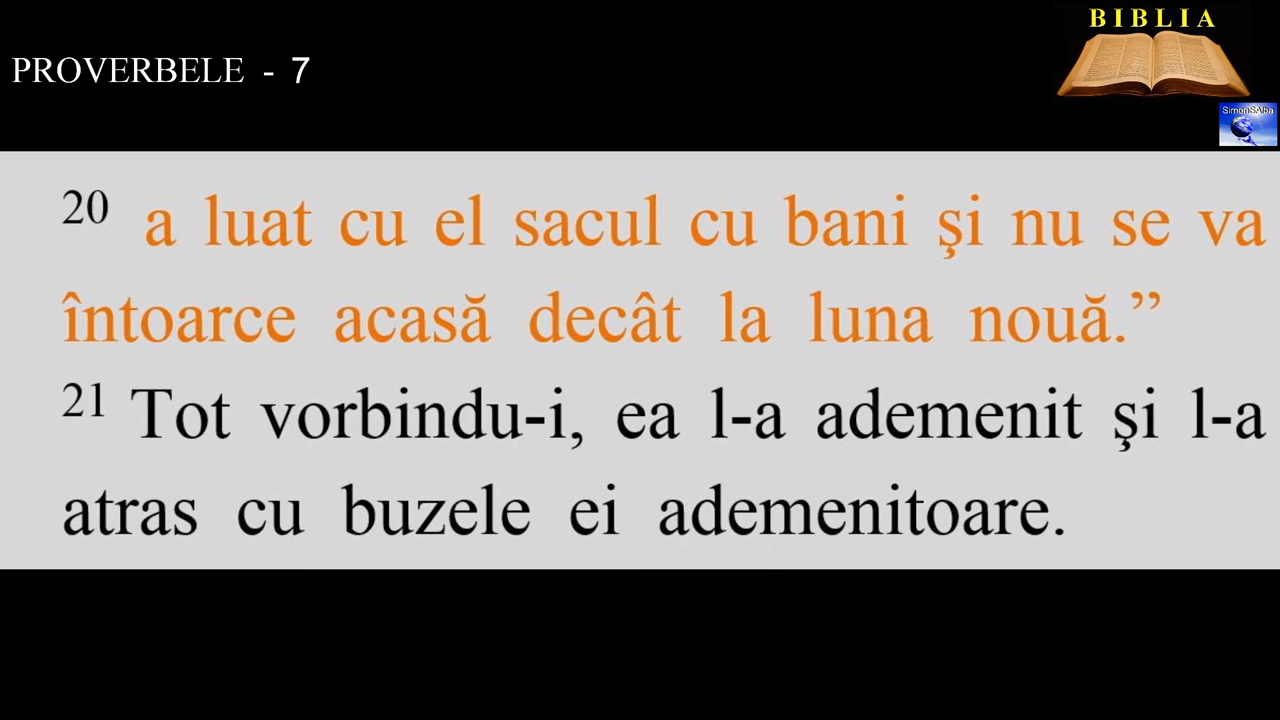 BIBLIA
PROVERBELE - 7
SimonSAlba
20 a luat cu el sacul cu bani şi nu se va
întoarce acasă decât la luna nouă.”
21 Tot vorbindu-i, ea l-a ademenit şi l-a
atras cu buzele ei ademenitoare.